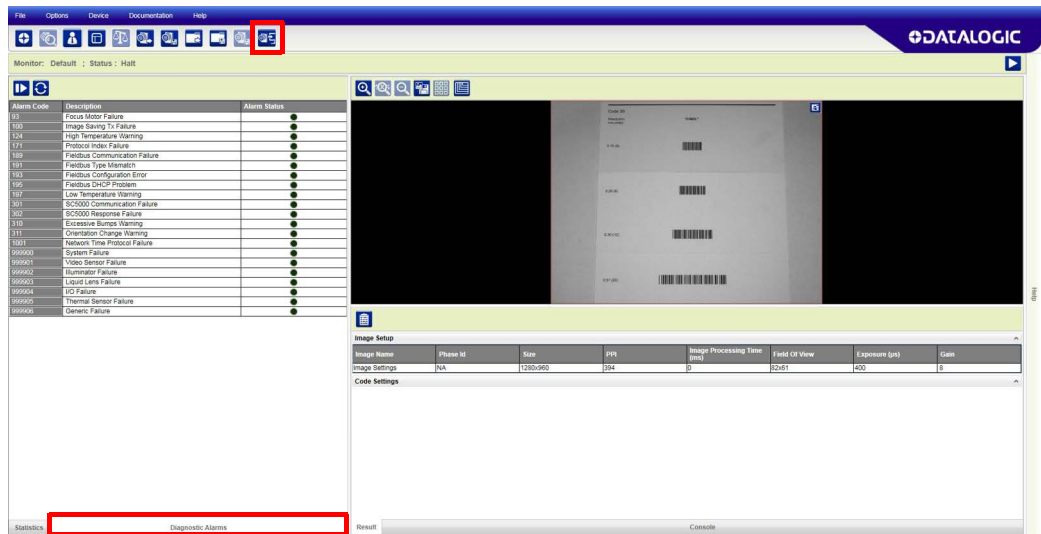 File Options Device Documentation Help
DATALOGIC
Monitor: Default ; Status : Halt
Alarm Code Description Alarm Status
93 Focus Motor Failure
100 Image Saving Tx Failure
124 High Temperature Warning
171 Protocol Index Failure
189 Fieldbus Communication Failure
191 Fieldbus Type Mismatch
193 Fieldbus Configuration Error
195 Fieldbus DHCP Problem
197 Low Temperature Warning
301 SC5000 Communication Failure
302 SC5000 Response Failure
310 Excessive Bumps Warning
311 Orientation Change Warning
1001 Network Time Protocol Failure
999900 System Failure
999901 Video Sensor Failure
999902 Illuminator Failure
999903 Liquid Lens Failure
999904 I/O Failure
999905 Thermal Sensor Failure
999906 Generic Failure
Statistics Diagnostic Alarms
Code 39
Image Setup
Image Name Phase Id Size PPI Image Processing Time (ms) Field Of View Exposure (µs) Gain
Image Settings NA 1280x960 394 0 82x61 400 8
Code Settings
Result Console
Help